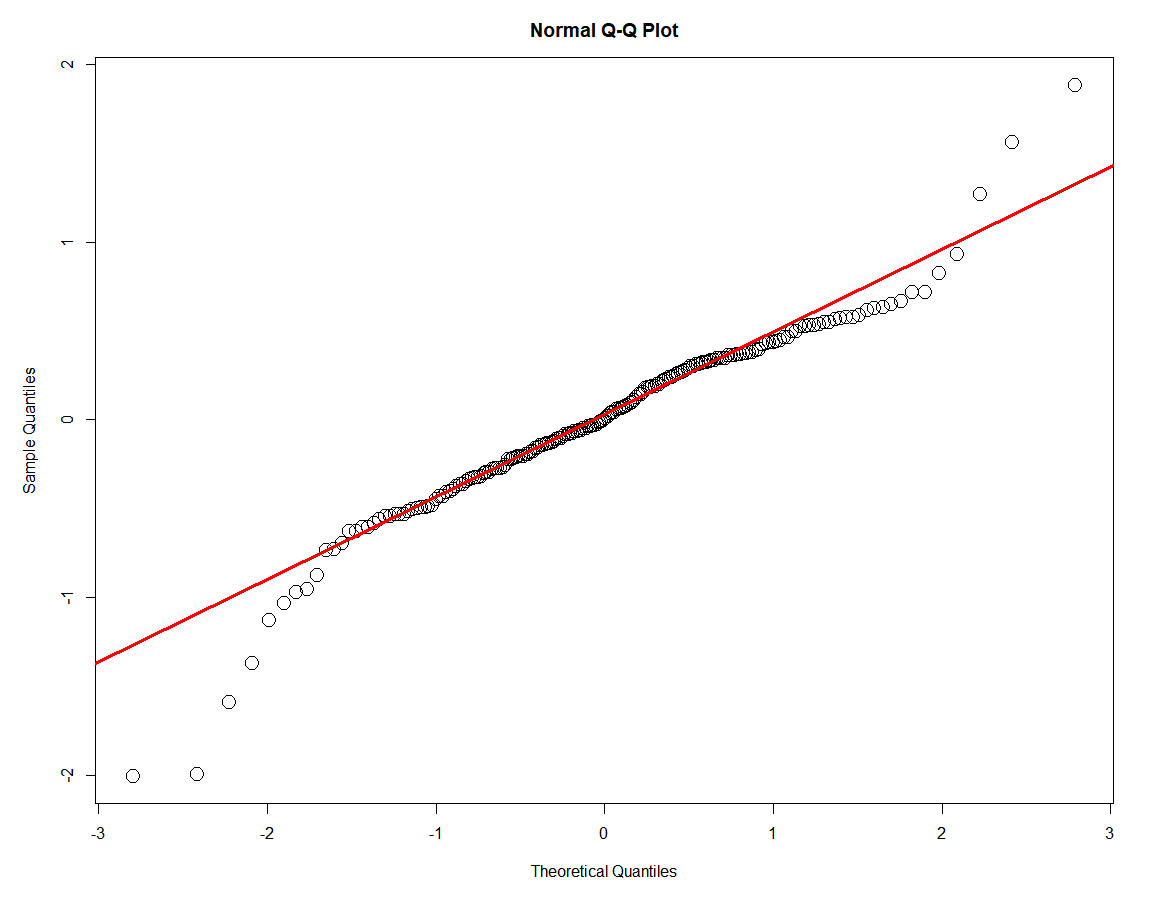 Normal Q-Q Plot
2
1
0
-1
-2
Sample Quantiles
-3 -2 -1 0 1 2 3
Theoretical Quantiles